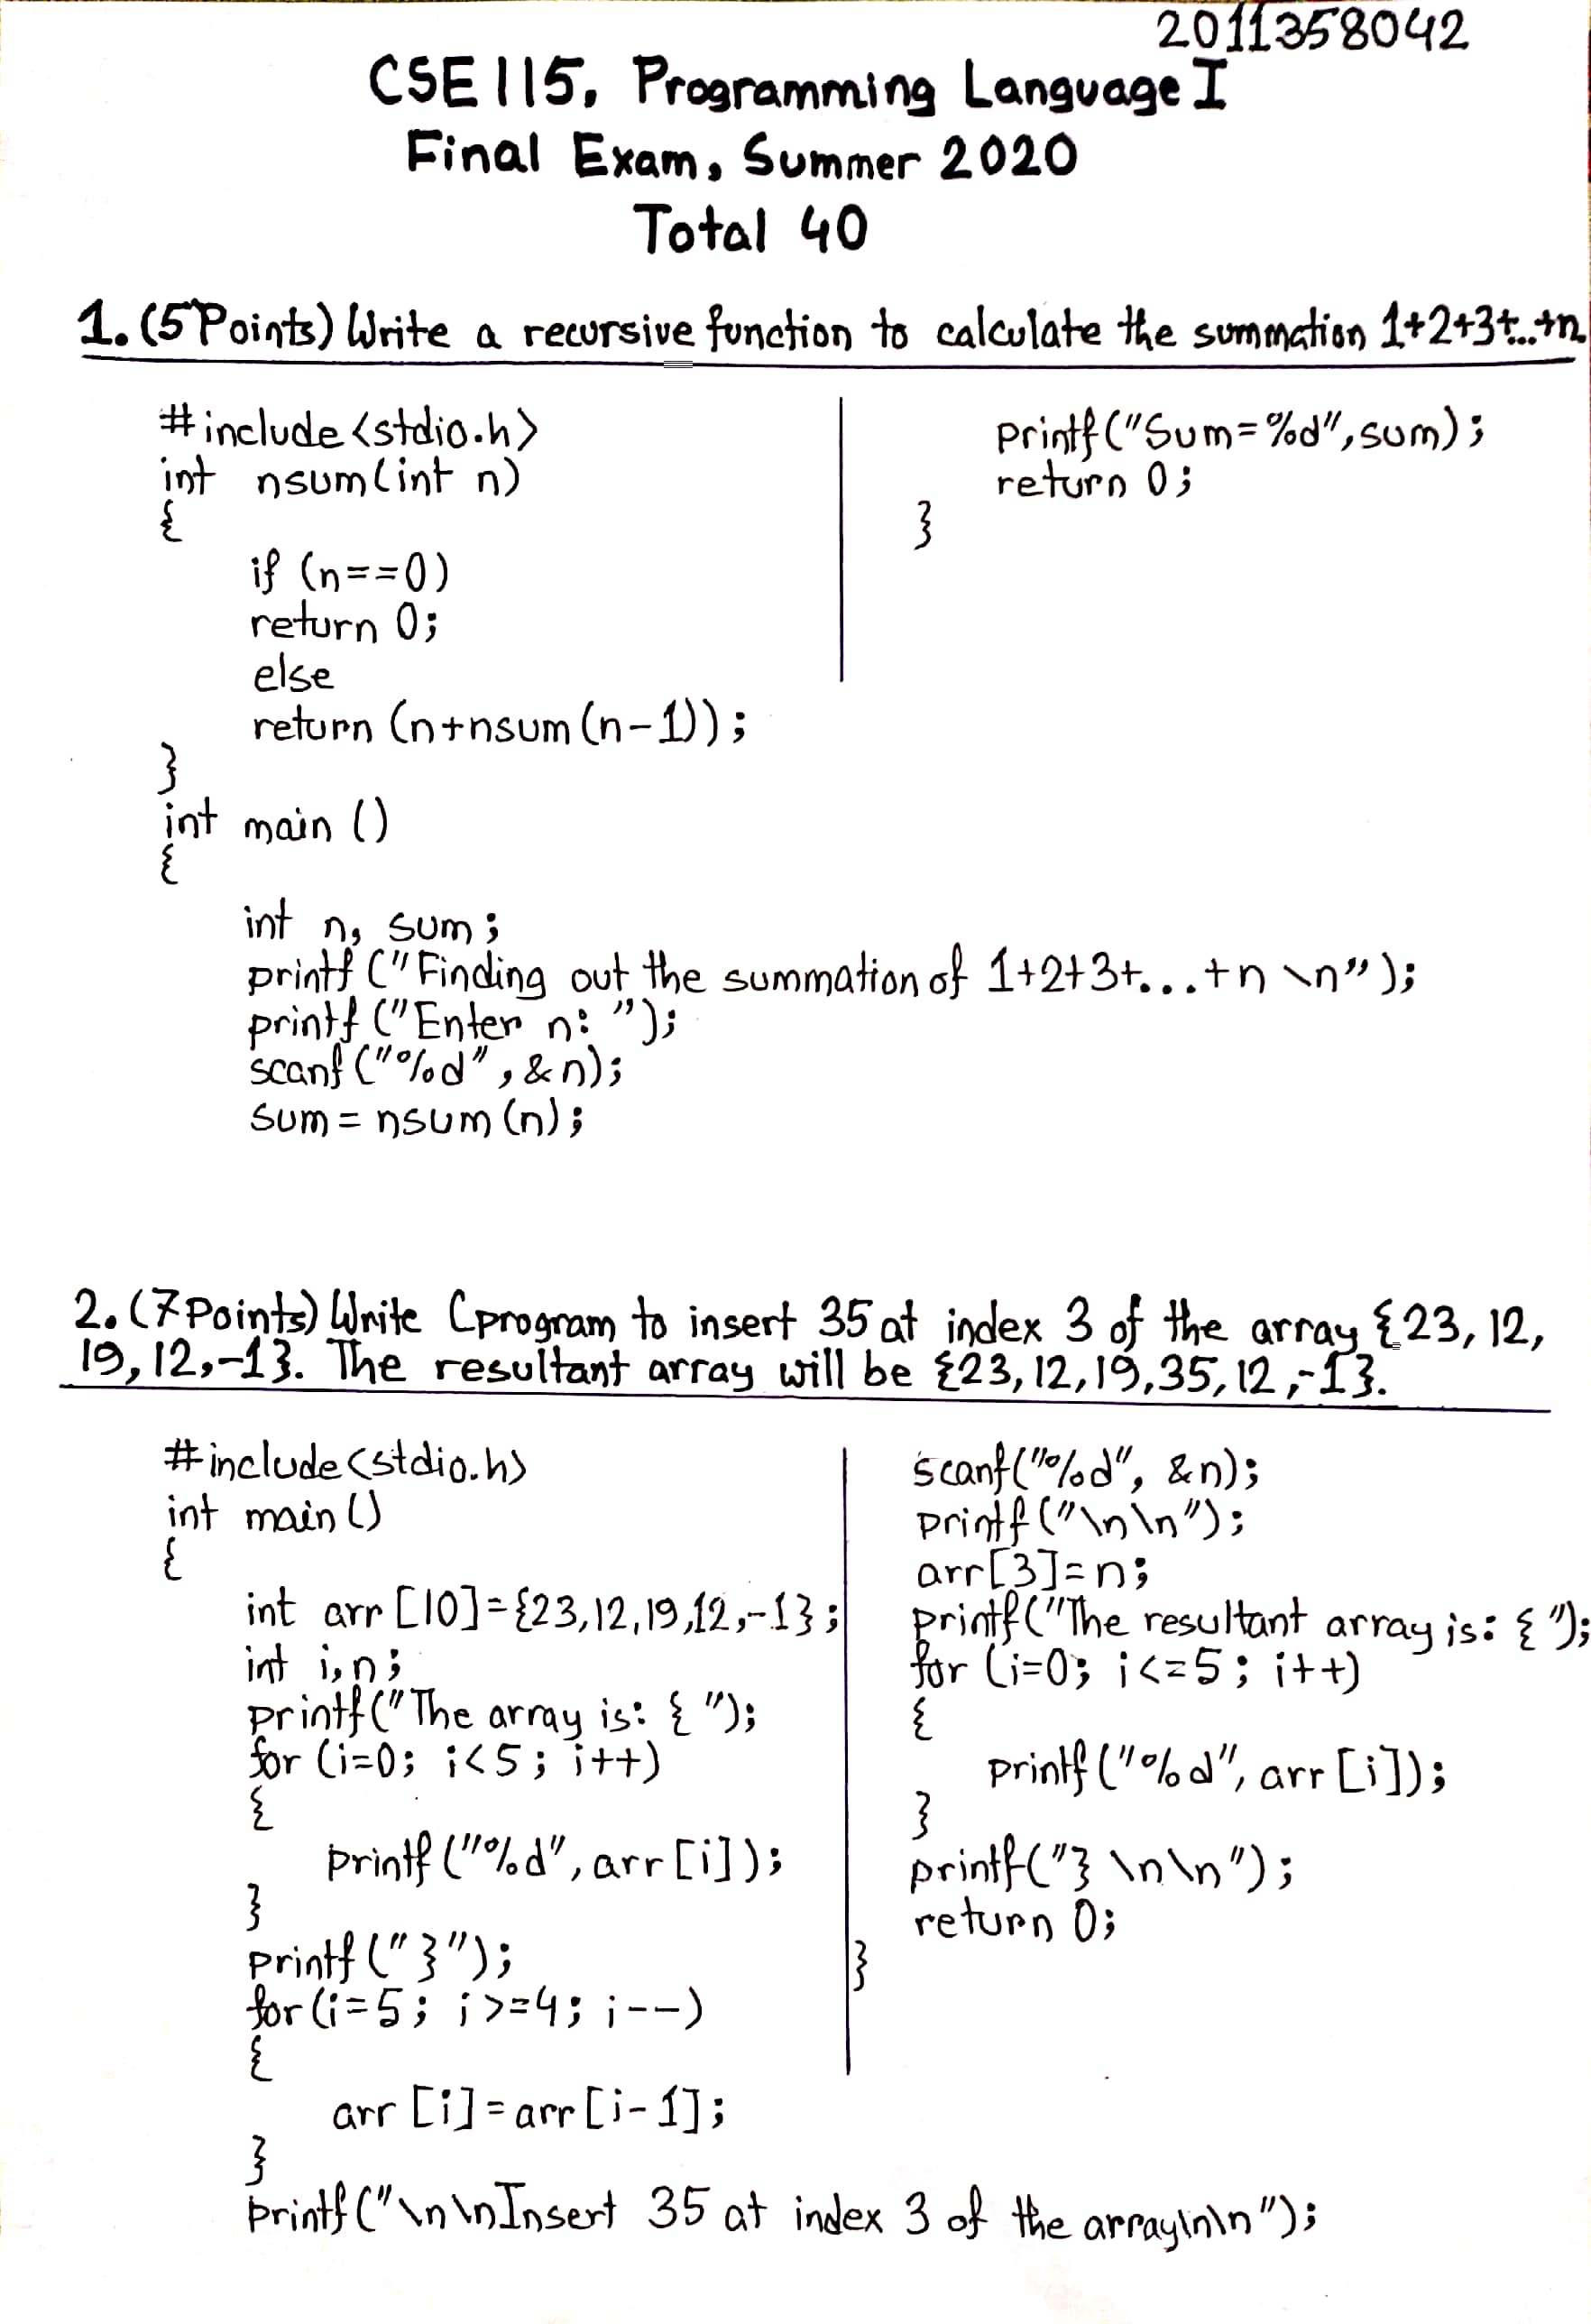 2011358042
CSE 115, Programming Language I
Final Exam, Summer 2020
Total 40
1. (5 Points) Write a recursive function to calculate the summation 1+2+3+...+n.
#include <stdio.h>
int nsum(int n)
{
if (n==0)
return 0;
else
return (n+nsum(n-1));
}
int main ()
{
int n, sum;
printf ("Finding out the summation of 1+2+3+...+n \n");
printf ("Enter n: ");
scanf ("%d", &n);
sum = nsum (n);
printf ("Sum=%d", sum);
return 0;
}
2. (7 Points) Write C program to insert 35 at index 3 of the array {23, 12,
19, 12, -1}. The resultant array will be {23, 12, 19, 35, 12, -1}.
#include <stdio.h>
int main ()
{
int arr [10]={23,12,19,12,-1};
int i,n;
printf("The array is: { ");
for (i=0; i<5; i++)
{
printf ("%d", arr [i]);
}
printf (" }");
for (i=5; i>=4; i--)
{
arr [i]=arr[i-1];
}
printf ("\n\nInsert 35 at index 3 of the array\n\n");
scanf("%d", &n);
printf ("\n\n");
arr[3]=n;
printf("The resultant array is: { ");
for (i=0; i<=5; i++)
{
printf ("%d", arr [i]);
}
printf("} \n\n");
return 0;
}